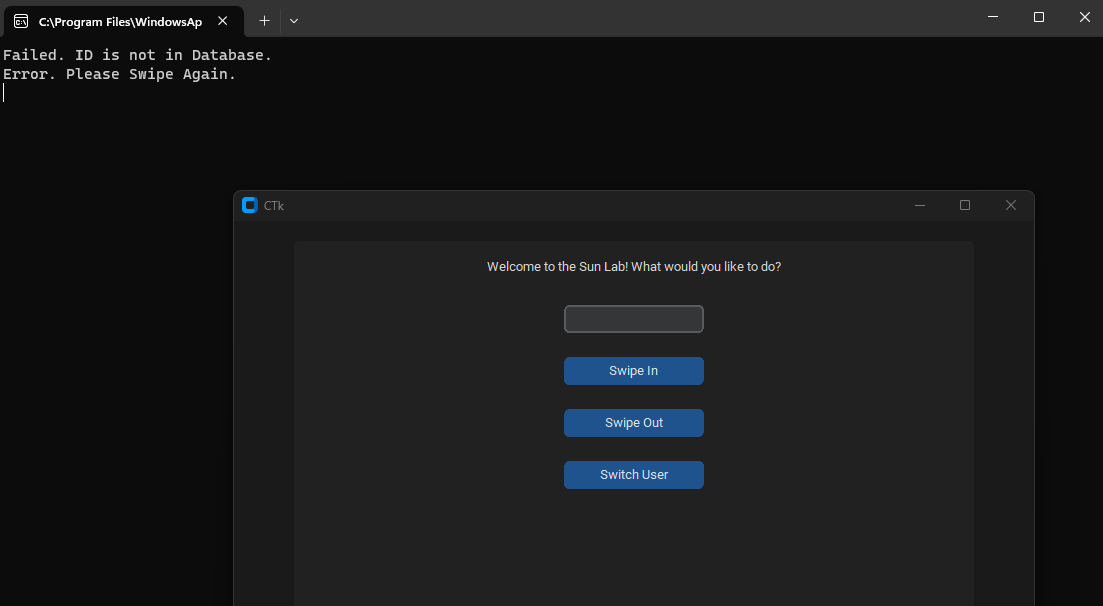 C:\Program Files\WindowsAp
Failed. ID is not in Database.
Error. Please Swipe Again.
CTk
Welcome to the Sun Lab! What would you like to do?
Swipe In
Swipe Out
Switch User